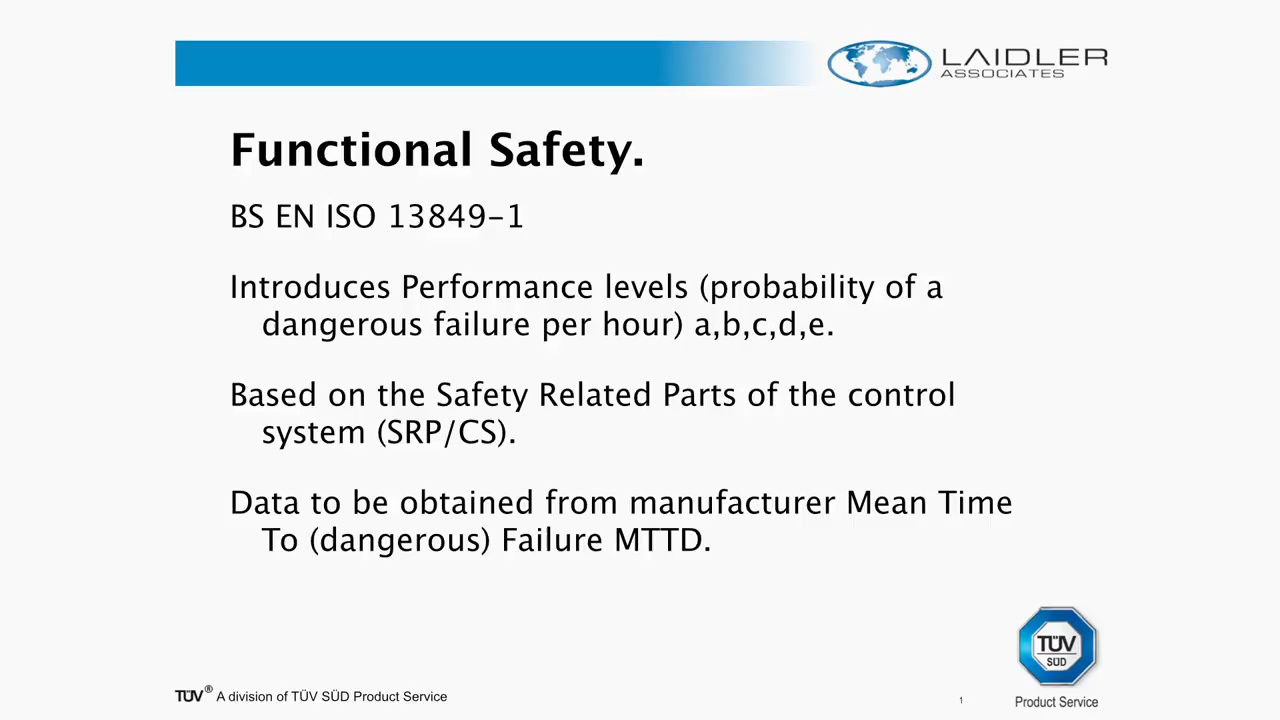 LAIDLER
ASSOCIATES
Functional Safety.
BS EN ISO 13849-1
Introduces Performance levels (probability of a
dangerous failure per hour) a,b,c,d,e.
Based on the Safety Related Parts of the control
system (SRP/CS).
Data to be obtained from manufacturer Mean Time
To (dangerous) Failure MTTD.
TÜV
SÜD
Product Service
TÜV® A division of TÜV SÜD Product Service
1